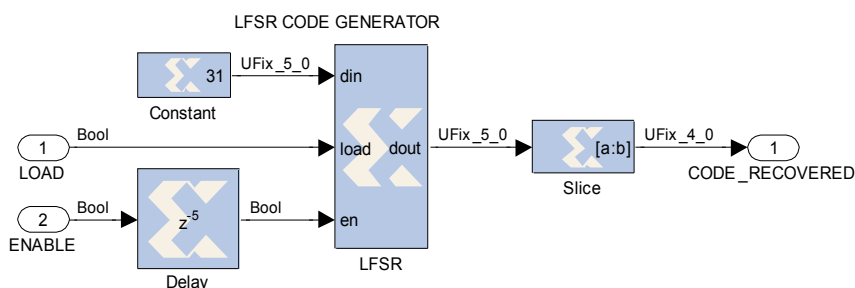 LFSR CODE GENERATOR
UFix_5_0
31
din
Constant
Bool
1
load
dout
UFix_5_0
[a:b]
UFix_4_0
1
LOAD
Slice
CODE_RECOVERED
Bool
2
z-5
Bool
en
ENABLE
LFSR
Delay